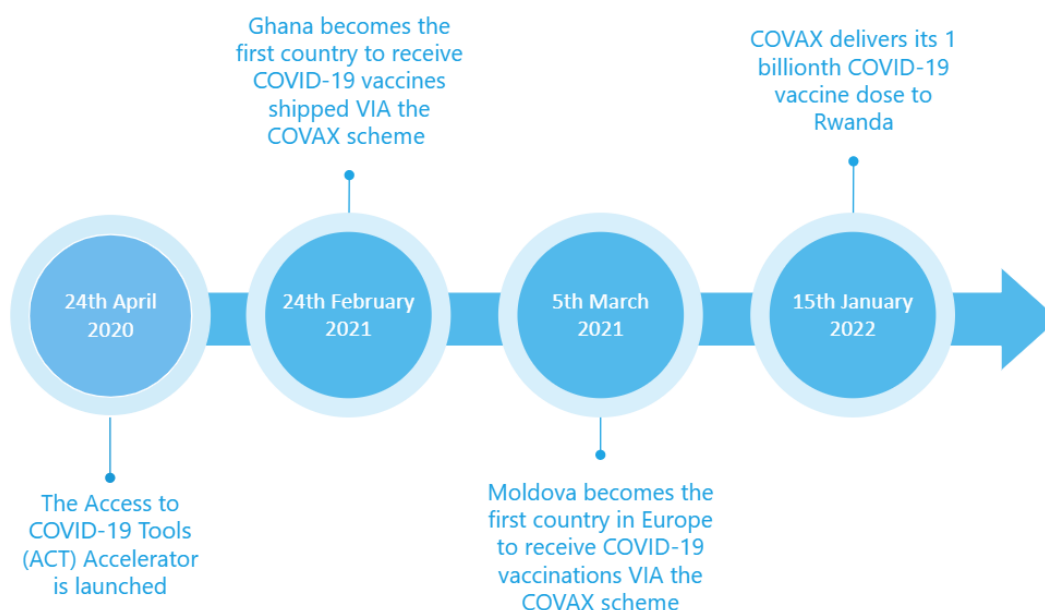 Ghana becomes the
first country to receive
COVID-19 vaccines
shipped VIA the
COVAX scheme
COVAX delivers its 1
billionth COVID-19
vaccine dose to
Rwanda
24th April
2020
24th February
2021
5th March
2021
15th January
2022
The Access to
COVID-19 Tools
(ACT) Accelerator
is launched
Moldova becomes the
first country in Europe
to receive COVID-19
vaccinations VIA the
COVAX scheme